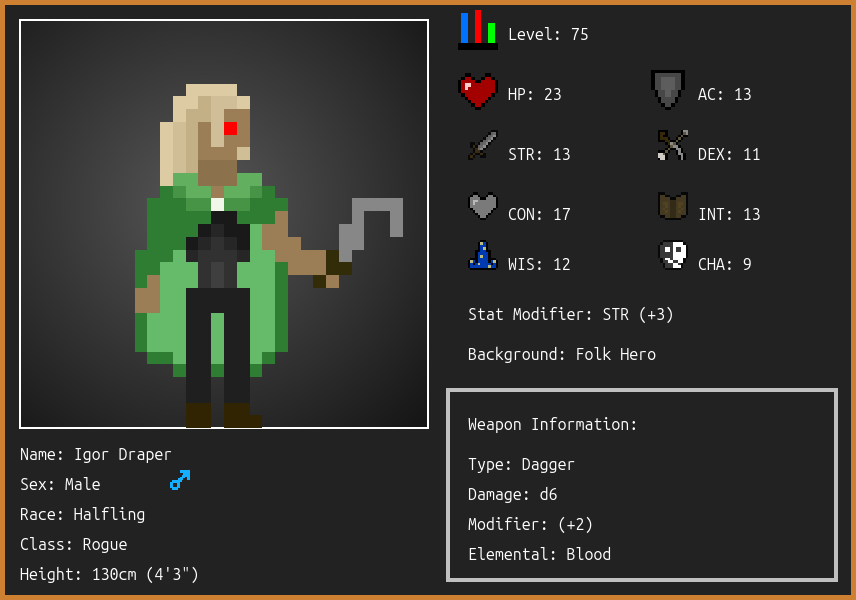 Level: 75
HP: 23
AC: 13
STR: 13
DEX: 11
CON: 17
INT: 13
WIS: 12
CHA: 9
Stat Modifier: STR (+3)
Background: Folk Hero
Weapon Information:
Type: Dagger
Damage: d6
Modifier: (+2)
Elemental: Blood
Name: Igor Draper
Sex: Male
Race: Halfling
Class: Rogue
Height: 130cm (4'3")